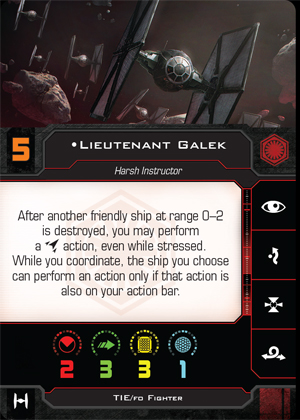 5
•Lieutenant Galek
Harsh Instructor
After another friendly ship at range 0–2
is destroyed, you may perform
a action, even while stressed.
While you coordinate, the ship you choose
can perform an action only if that action is
also on your action bar.
2 3 3 1
TIE/fo Fighter